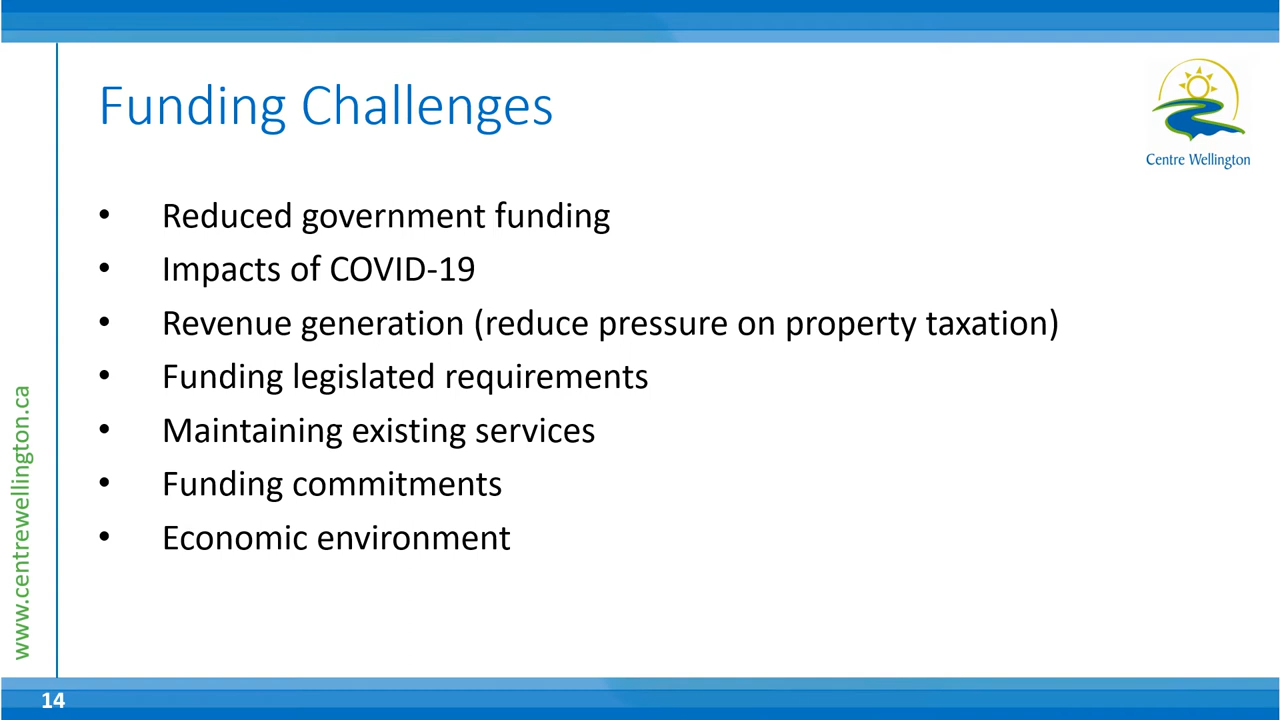 Funding Challenges
Centre Wellington
• Reduced government funding
• Impacts of COVID-19
• Revenue generation (reduce pressure on property taxation)
• Funding legislated requirements
• Maintaining existing services
• Funding commitments
• Economic environment
www.centrewellington.ca
14